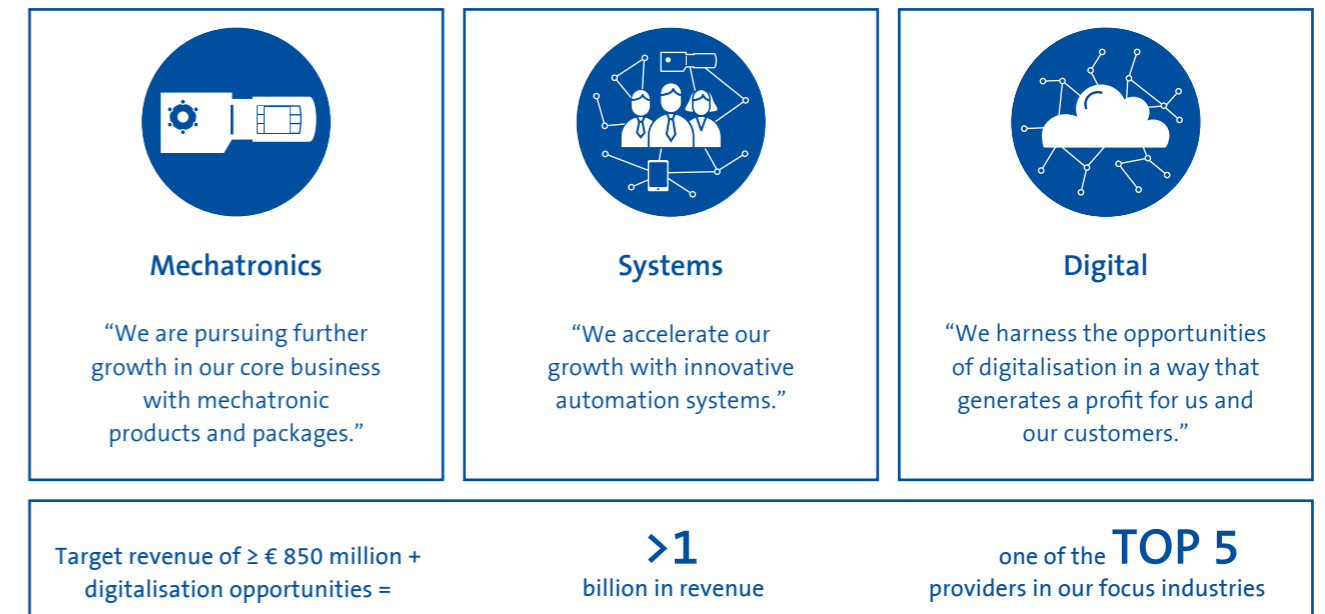 Mechatronics
“We are pursuing further
growth in our core business
with mechatronic
products and packages.”
Systems
“We accelerate our
growth with innovative
automation systems.”
Digital
“We harness the opportunities
of digitalisation in a way that
generates a profit for us and
our customers.”
Target revenue of ≥ € 850 million +
digitalisation opportunities =
>1
billion in revenue
one of the TOP 5
providers in our focus industries